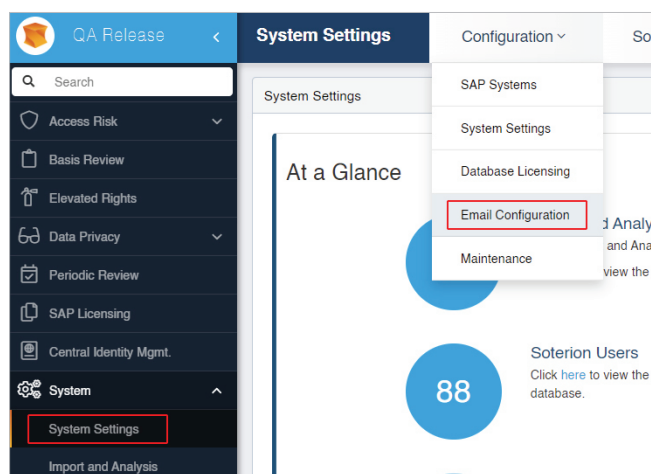 QA Release
System Settings
Configuration
So
Search
System Settings
SAP Systems
Access Risk
System Settings
Basis Review
At a Glance
Database Licensing
Elevated Rights
Email Configuration
d Analy
Data Privacy
and Ana
Maintenance
view the
Periodic Review
SAP Licensing
Central Identity Mgmt.
Soterion Users
Click here to view the
88
database.
System
System Settings
Import and Analysis